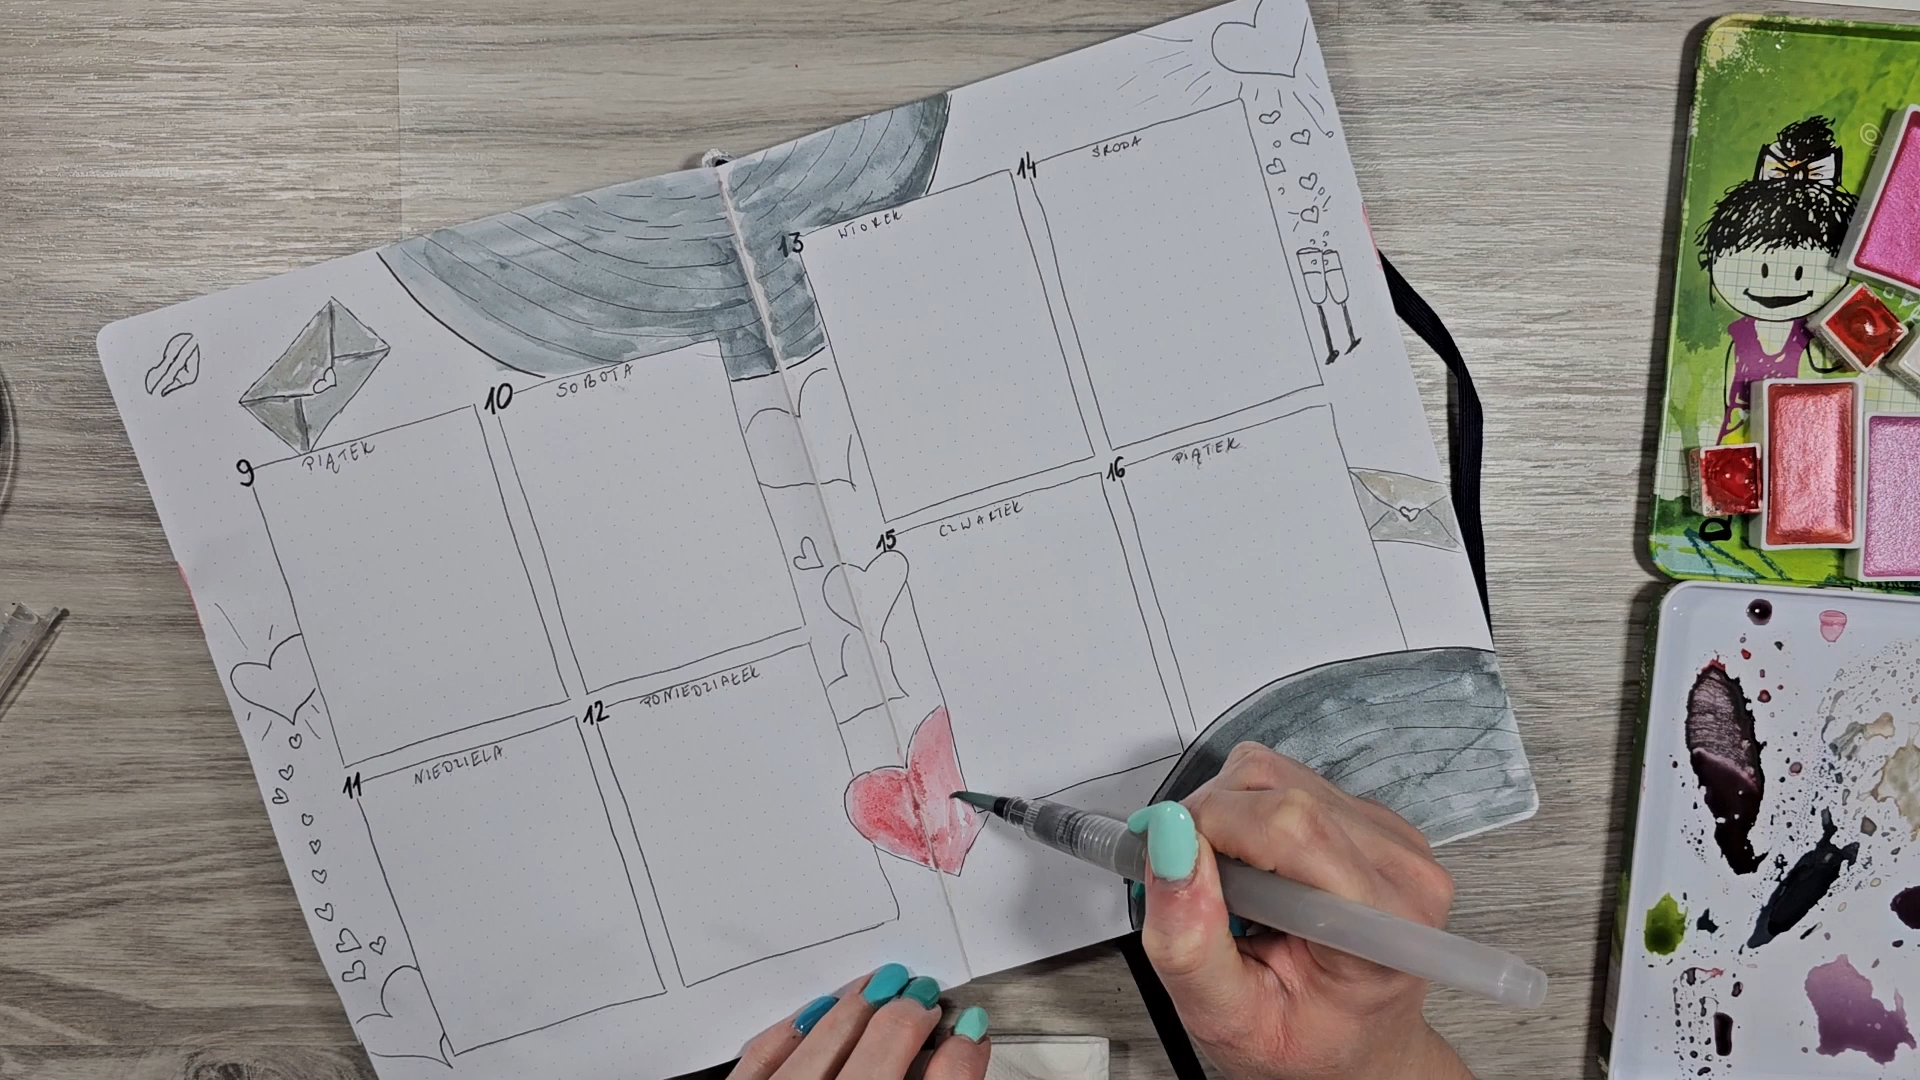 9 PIĄTEK
10 SOBOTA
11 NIEDZIELA
12 PONIEDZIAŁEK
13 WTOREK
14 ŚRODA
15 CZWARTEK
16 PIĄTEK